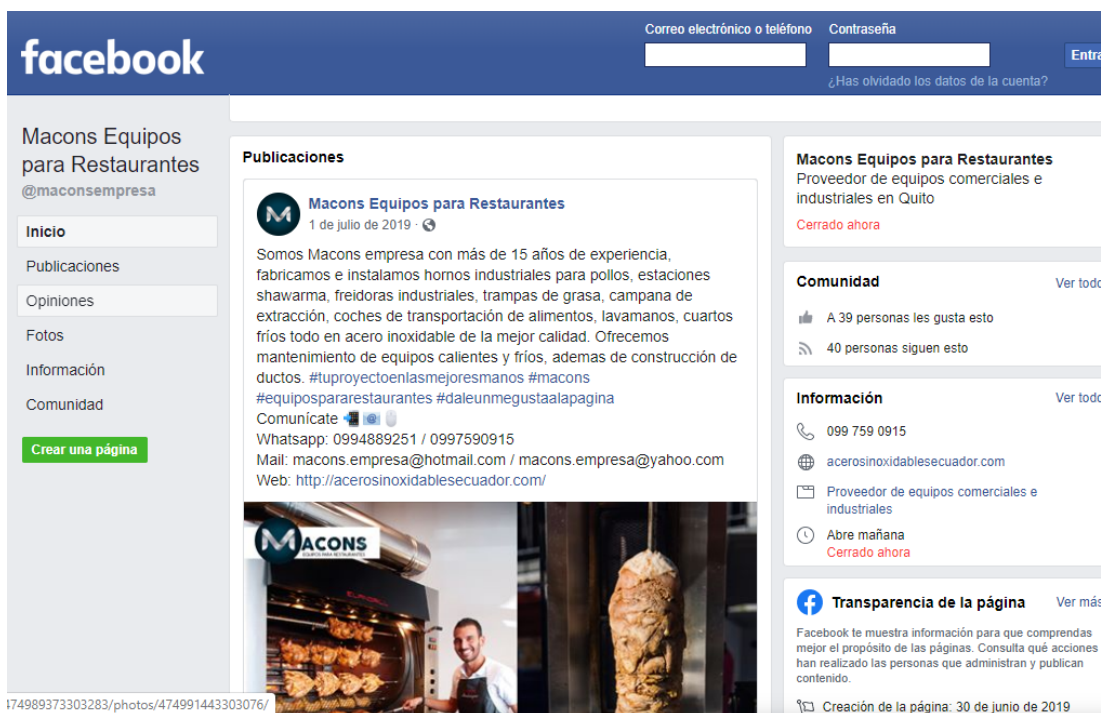 facebook
Correo electrónico o teléfono
Contraseña
Entra
¿Has olvidado los datos de la cuenta?
Macons Equipos
para Restaurantes
@maconsempresa
Inicio
Publicaciones
Opiniones
Fotos
Información
Comunidad
Crear una página
Publicaciones
Macons Equipos para Restaurantes
1 de julio de 2019 ·
Somos Macons empresa con más de 15 años de experiencia,
fabricamos e instalamos hornos industriales para pollos, estaciones
shawarma, freidoras industriales, trampas de grasa, campana de
extracción, coches de transportación de alimentos, lavamanos, cuartos
fríos todo en acero inoxidable de la mejor calidad. Ofrecemos
mantenimiento de equipos calientes y fríos, ademas de construcción de
ductos. #tuproyectoenlasmejoresmanos #macons
#equipospararestaurantes #daleunmegustaalapagina
Comunícate 📲 📧 🖱
Whatsapp: 0994889251 / 0997590915
Mail: macons.empresa@hotmail.com / macons.empresa@yahoo.com
Web: http://acerosinoxidablesecuador.com/
MACONS
EQUIPOS PARA RESTAURANTES
Macons Equipos para Restaurantes
Proveedor de equipos comerciales e
industriales en Quito
Cerrado ahora
Comunidad
Ver todo
A 39 personas les gusta esto
40 personas siguen esto
Información
Ver todo
099 759 0915
acerosinoxidablesecuador.com
Proveedor de equipos comerciales e
industriales
Abre mañana
Cerrado ahora
Transparencia de la página
Ver más
Facebook te muestra información para que comprendas
mejor el propósito de las páginas. Consulta qué acciones
han realizado las personas que administran y publican
contenido.
Creación de la página: 30 de junio de 2019
474989373303283/photos/474991443303076/